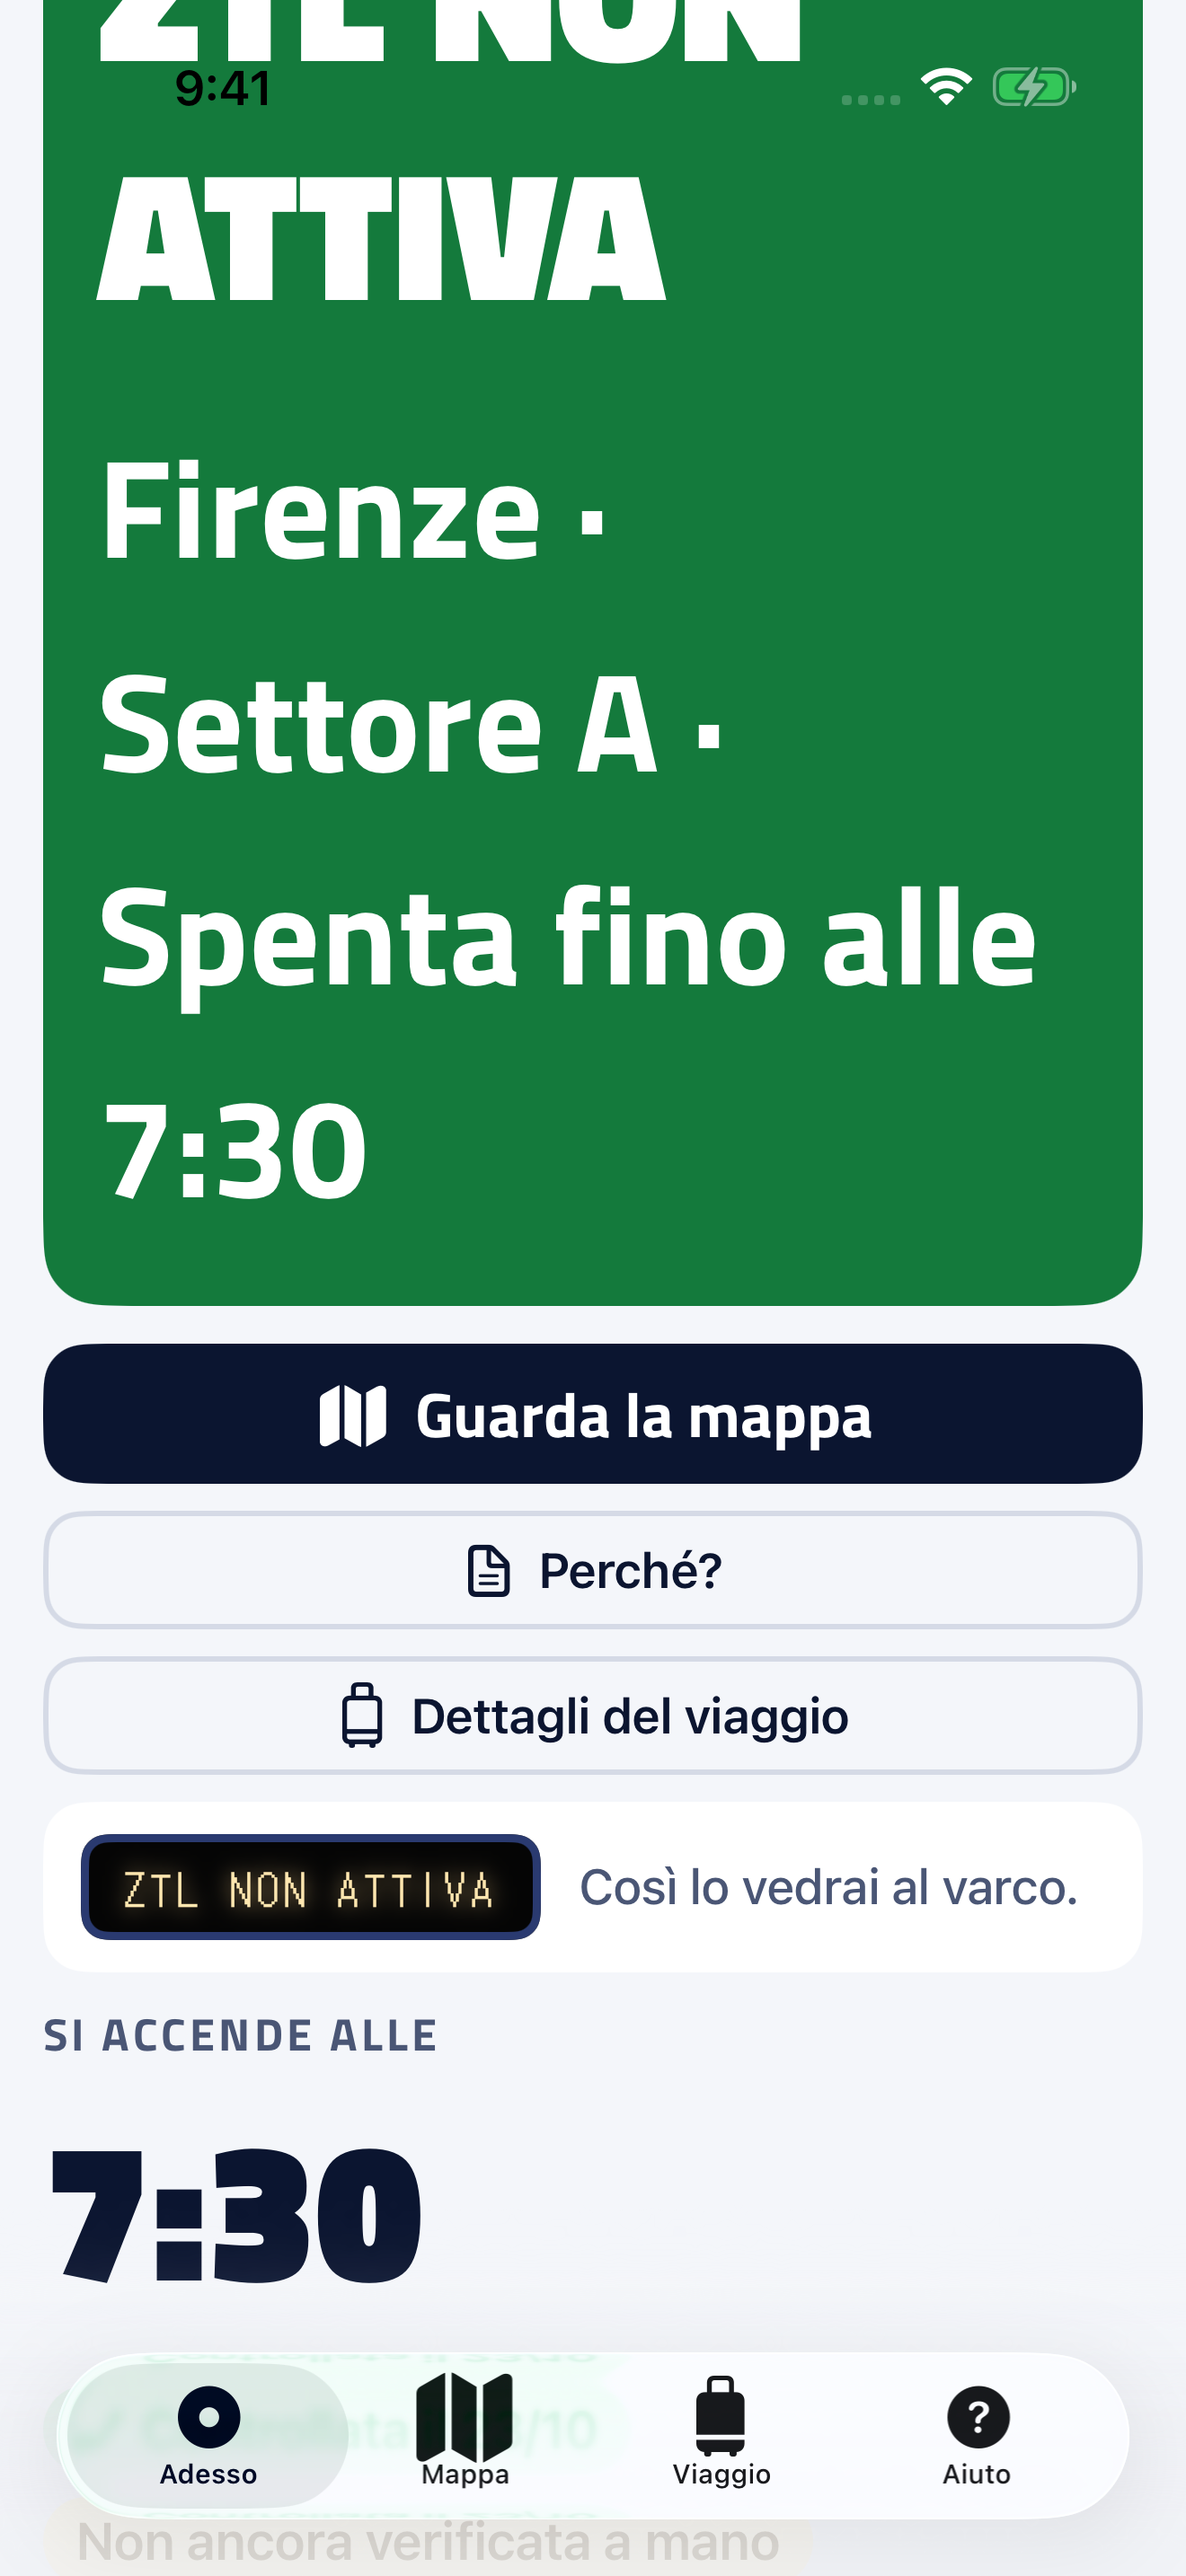 ZTL NON
9:41
ATTIVA
Firenze ·
Settore A ·
Spenta fino alle
7:30
Guarda la mappa
Perché?
Dettagli del viaggio
ZTL NON ATTIVA
Così lo vedrai al varco.
SI ACCENDE ALLE
7:30
Adesso
Mappa
Viaggio
Aiuto
Non ancora verificata a mano